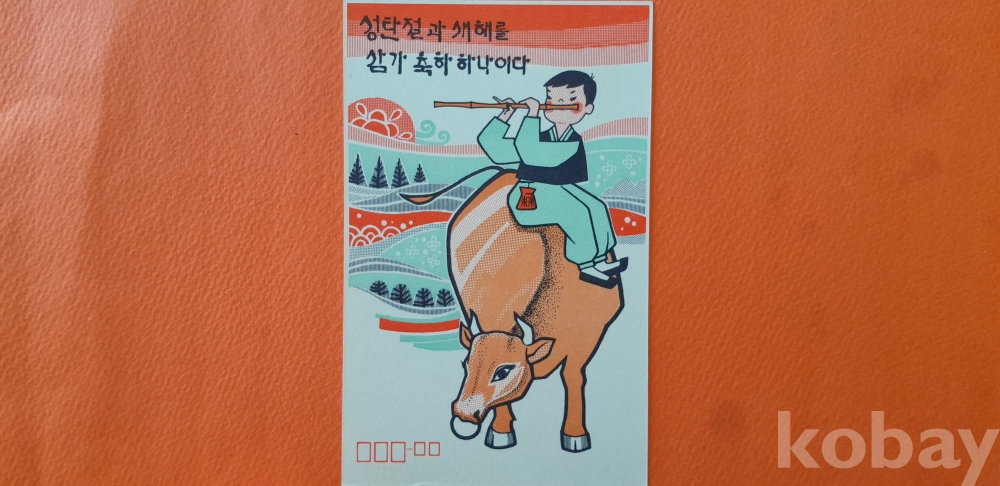 성탄절과 새해를
삼가 축하 하나이다
kobay